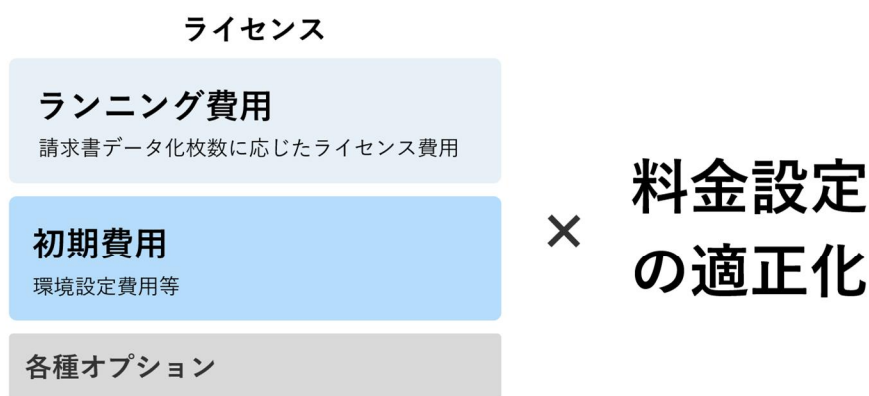 ライセンス
ランニング費用
請求書データ化枚数に応じたライセンス費用
初期費用
環境設定費用等
各種オプション
×
料金設定
の適正化